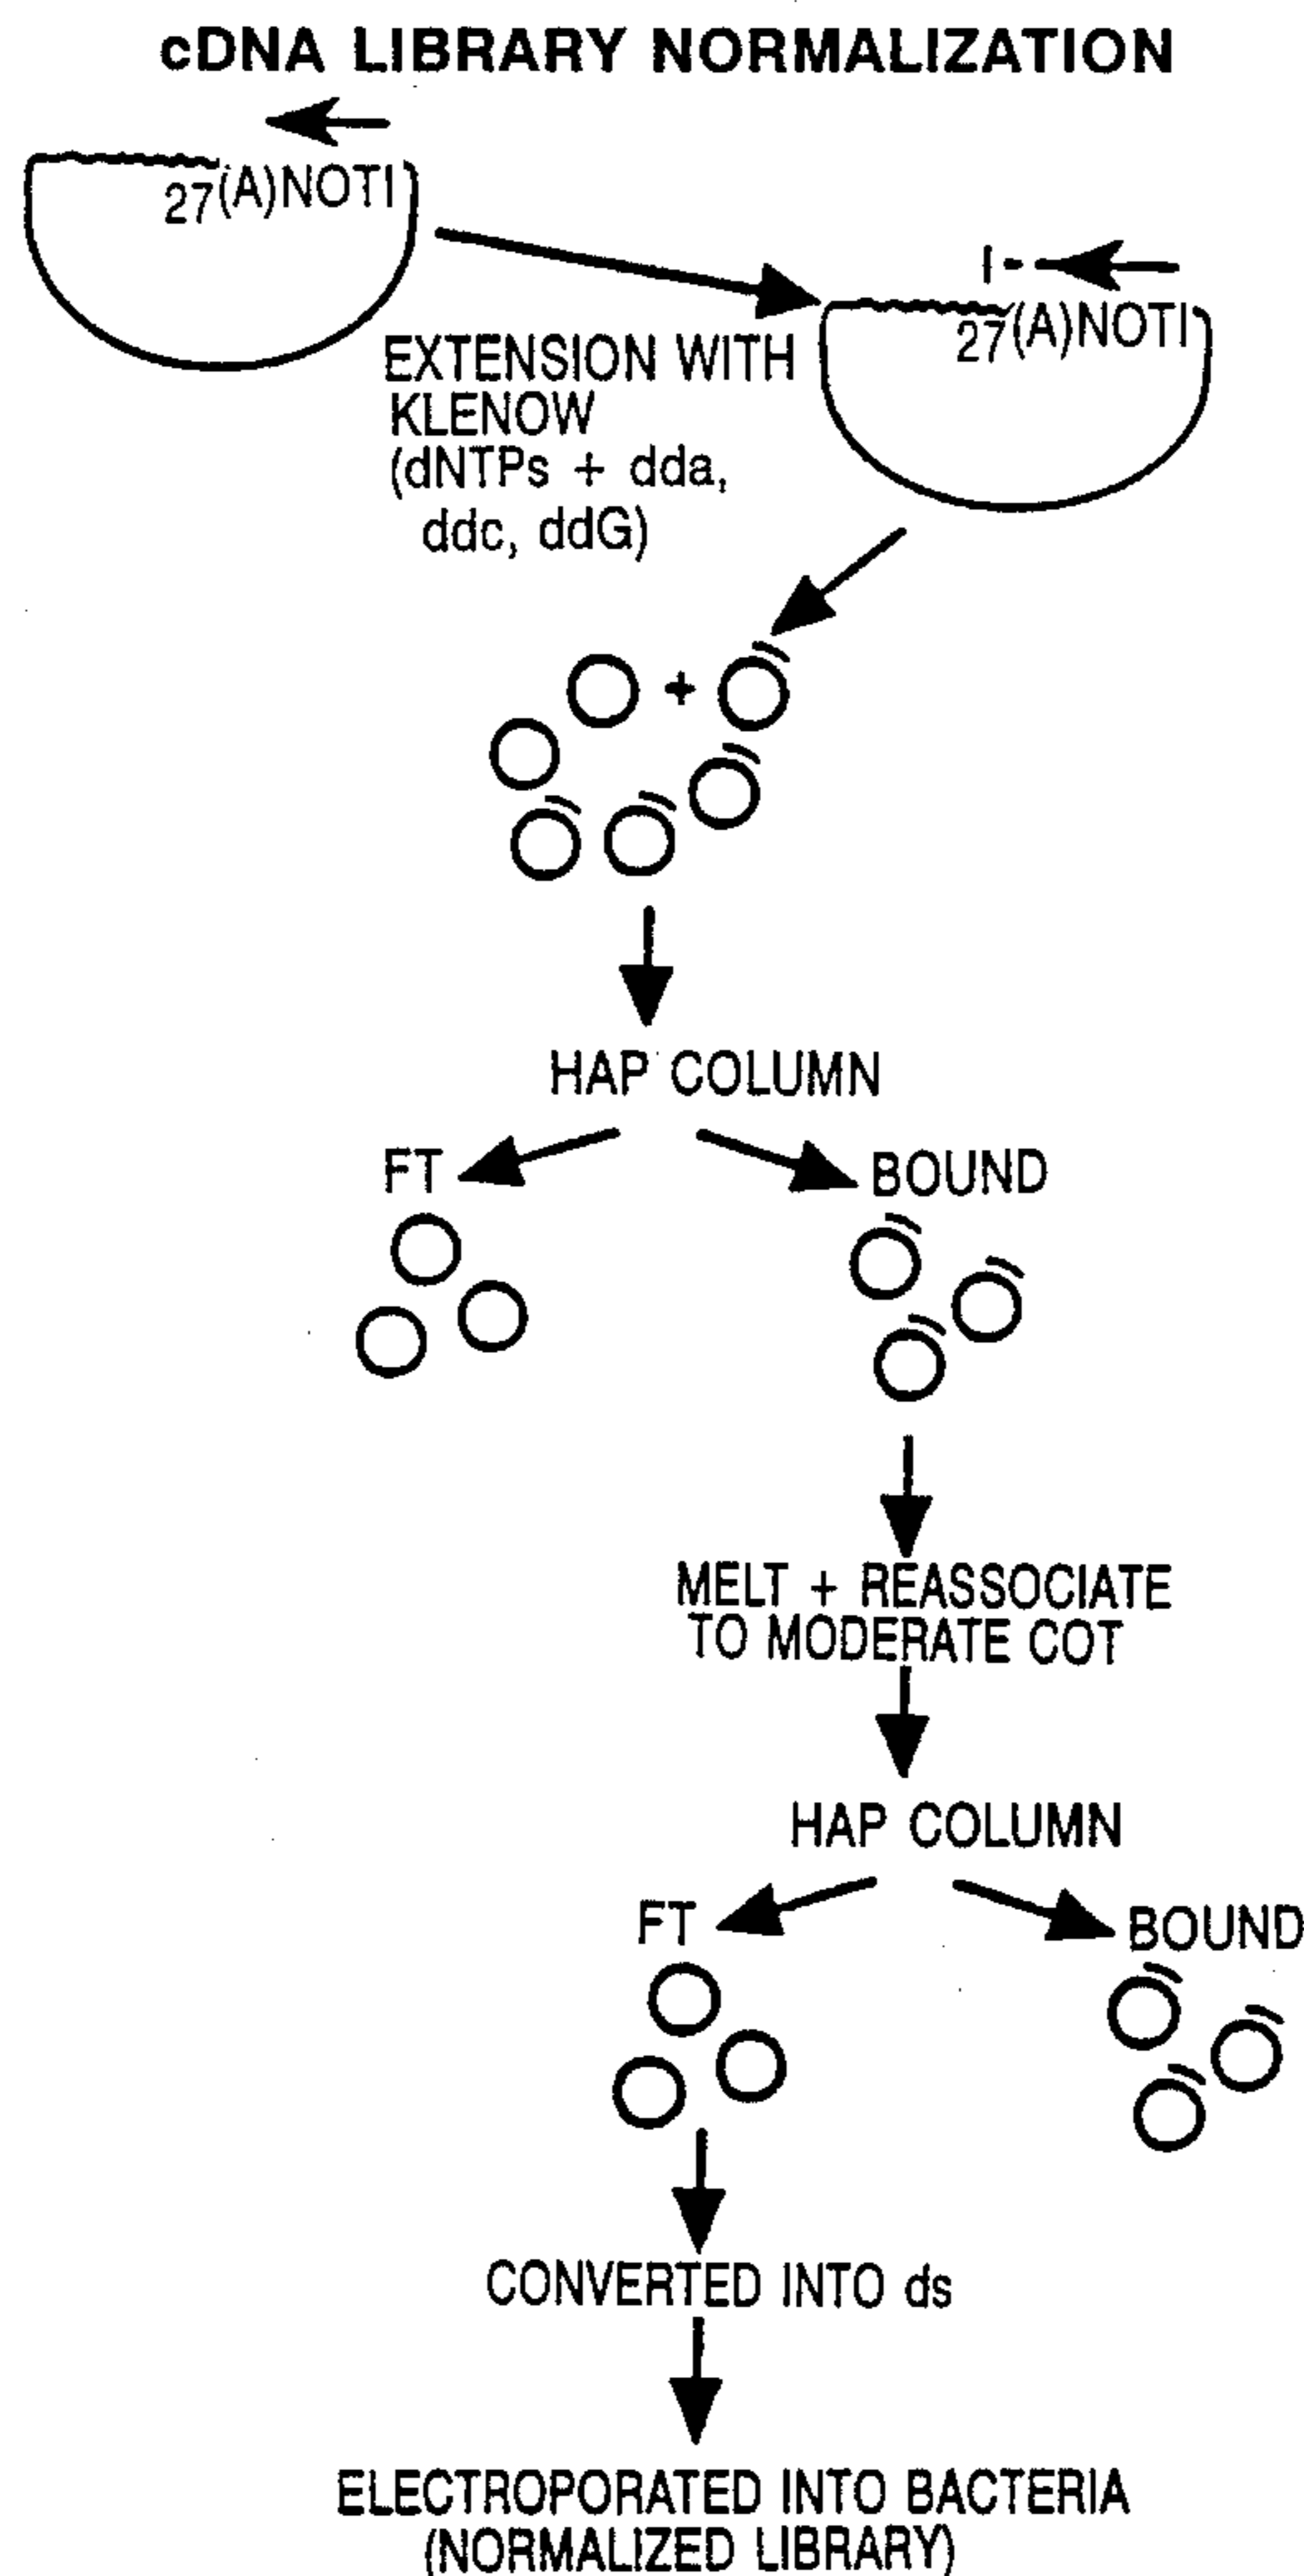 cDNA LIBRARY NORMALIZATION
27(A)NOTI
27(A)NOTI
EXTENSION WITH
KLENOW
(dNTPs + dda,
ddc, ddG)
+
HAP COLUMN
FT
BOUND
MELT + REASSOCIATE
TO MODERATE COT
HAP COLUMN
FT
BOUND
CONVERTED INTO ds
ELECTROPORATED INTO BACTERIA
(NORMALIZED LIBRARY)